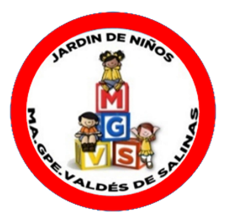 JARDIN DE NIÑOS
M
G
V S
MA.GPE.VALDÉS DE SALINAS